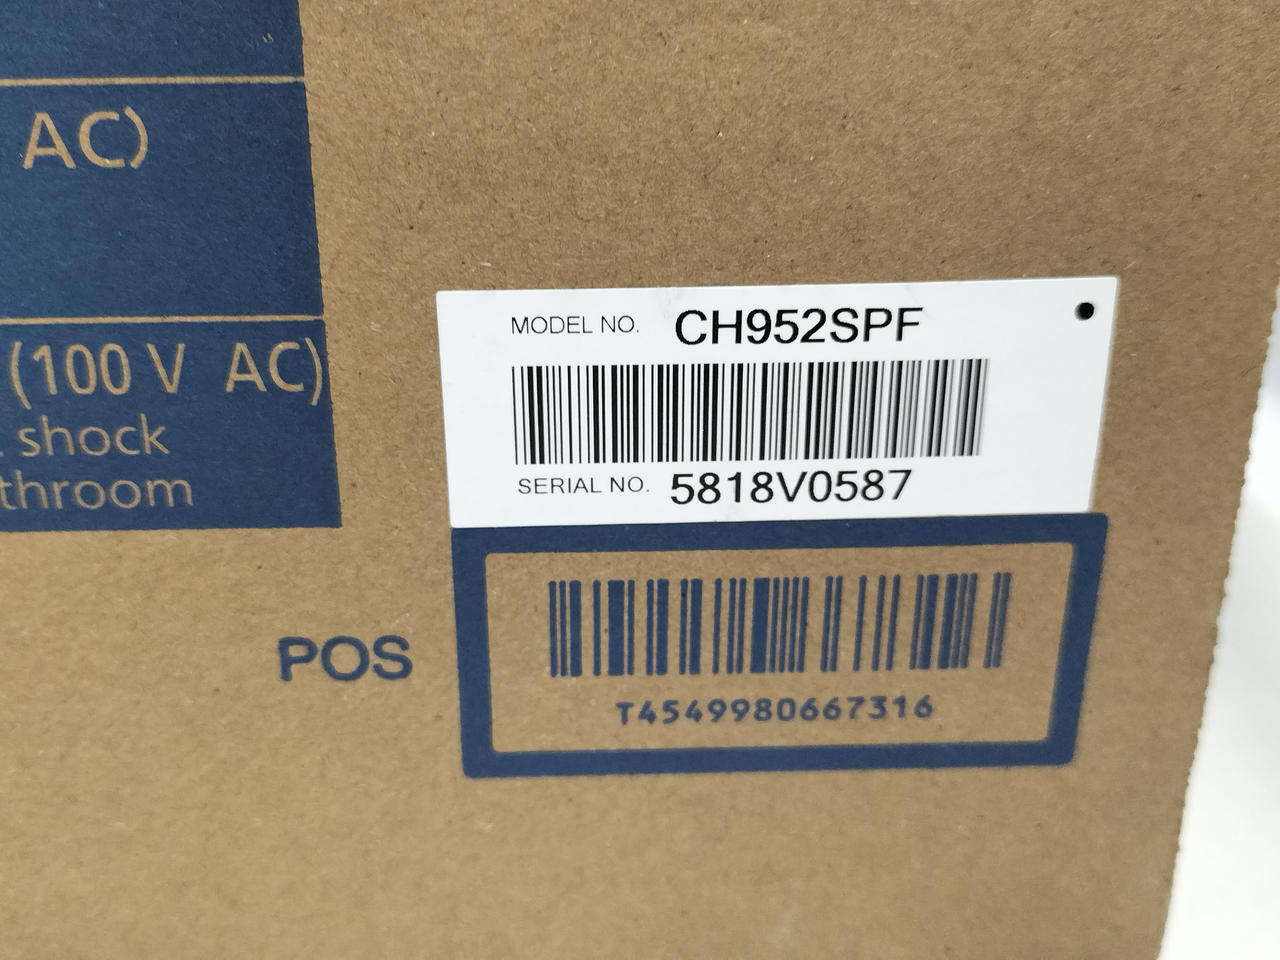 AC)
(100 V AC)
shock
throom
MODEL NO. CH952SPF
SERIAL NO. 5818V0587
POS
T4549980667316